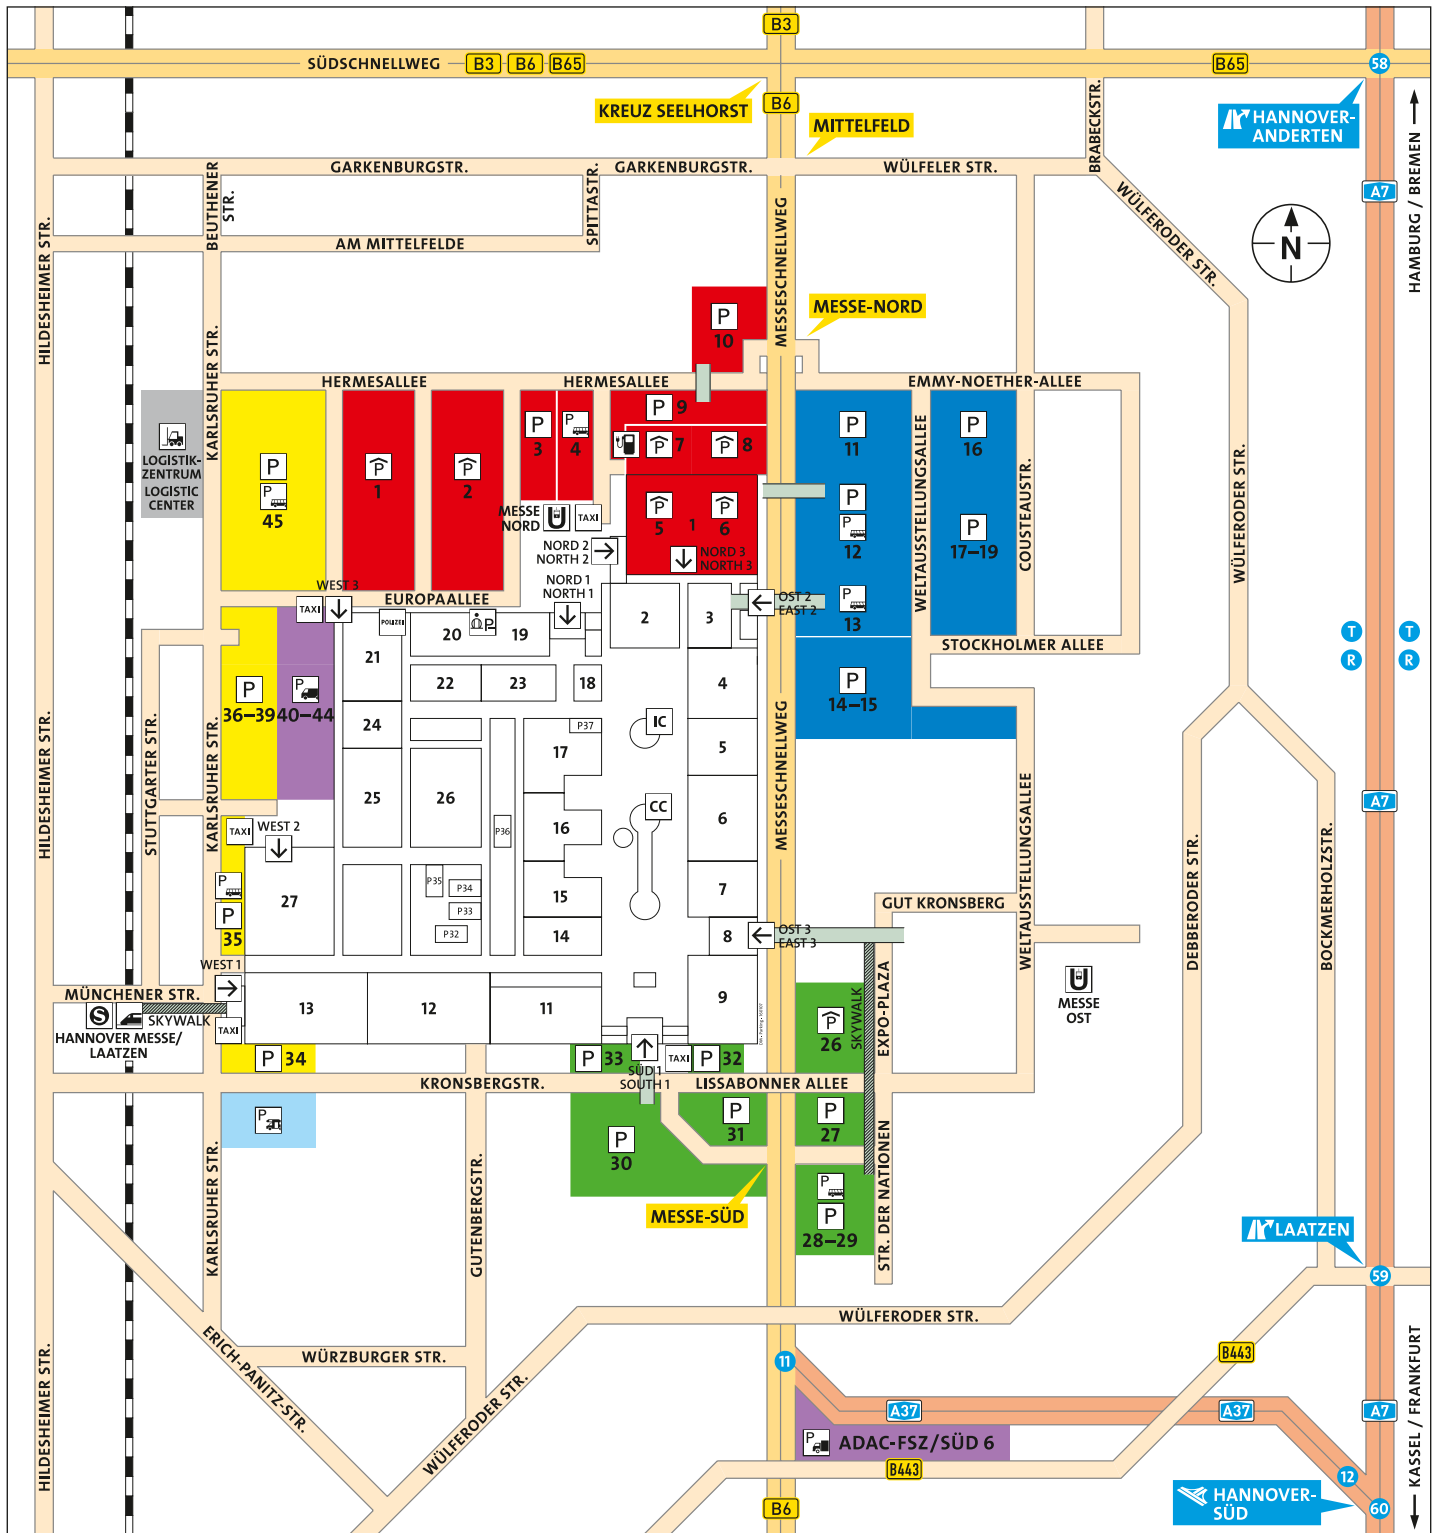 B3
SÜDSCHNELLWEG
B3
B6
B65
B65
58
B6
KREUZ SEELHORST
MITTELFELD
HANNOVER-
ANDERTEN
HAMBURG / BREMEN
GARKENBURGSTR.
GARKENBURGSTR.
WÜLFELER STR.
BRABECKSTR.
A7
BEUTHENER
STR.
SPITTASTR.
AM MITTELFELDE
HILDESHEIMER STR.
MESSESCHNELLWEG
WÜLFERODER STR.
N
P
10
MESSE-NORD
KARLSRUHER STR.
HERMESALLEE
HERMESALLEE
EMMY-NOETHER-ALLEE
LOGISTIK-
ZENTRUM
LOGISTIC
CENTER
P
P
45
P
1
P
2
P
3
P
4
P
9
P
7
P
8
P
5
1
P
6
P
11
P
P
12
P
13
P
14–15
P
16
P
17–19
WELTAUSSTELLUNGSALLEE
COUSTEAUSTR.
WÜLFERODER STR.
MESSE
NORD
U
TAXI
NORD 2
NORTH 2
NORD 3
NORTH 3
NORD 1
NORTH 1
WEST 3
EUROPAALLEE
TAXI
POLIZEI
OST 2
EAST 2
STOCKHOLMER ALLEE
T
T
R
R
20
P
19
2
3
21
22
23
18
4
P
36–39
P
40–44
24
P37
IC
17
5
HILDESHEIMER STR.
STUTTGARTER STR.
KARLSRUHER STR.
MESSESCHNELLWEG
25
26
CC
6
16
P36
A7
TAXI
WEST 2
P
P
35
27
P35
P34
P33
P32
15
7
14
8
OST 3
EAST 3
GUT KRONSBERG
WELTAUSSTELLUNGSALLEE
DEBBERODER STR.
BOCKMERHOLZSTR.
WEST 1
MÜNCHENER STR.
S
SKYWALK
HANNOVER MESSE/
LAATZEN
TAXI
13
12
11
9
P
26
SKYWALK
EXPO-PLAZA
U
MESSE
OST
P
34
P
33
TAXI
P
32
SÜD 1
SOUTH 1
KRONSBERGSTR.
LISSABONNER ALLEE
P
P
30
P
31
P
27
P
P
28–29
STR. DER NATIONEN
MESSE-SÜD
KARLSRUHER STR.
GUTENBERGSTR.
LAATZEN
59
WÜLFERODER STR.
ERICH-PANITZ-STR.
WÜRZBURGER STR.
WÜLFERODER STR.
HILDESHEIMER STR.
11
B443
A37
A37
A7
P
ADAC-FSZ/SÜD 6
B443
12
HANNOVER-
SÜD
60
B6
KASSEL / FRANKFURT